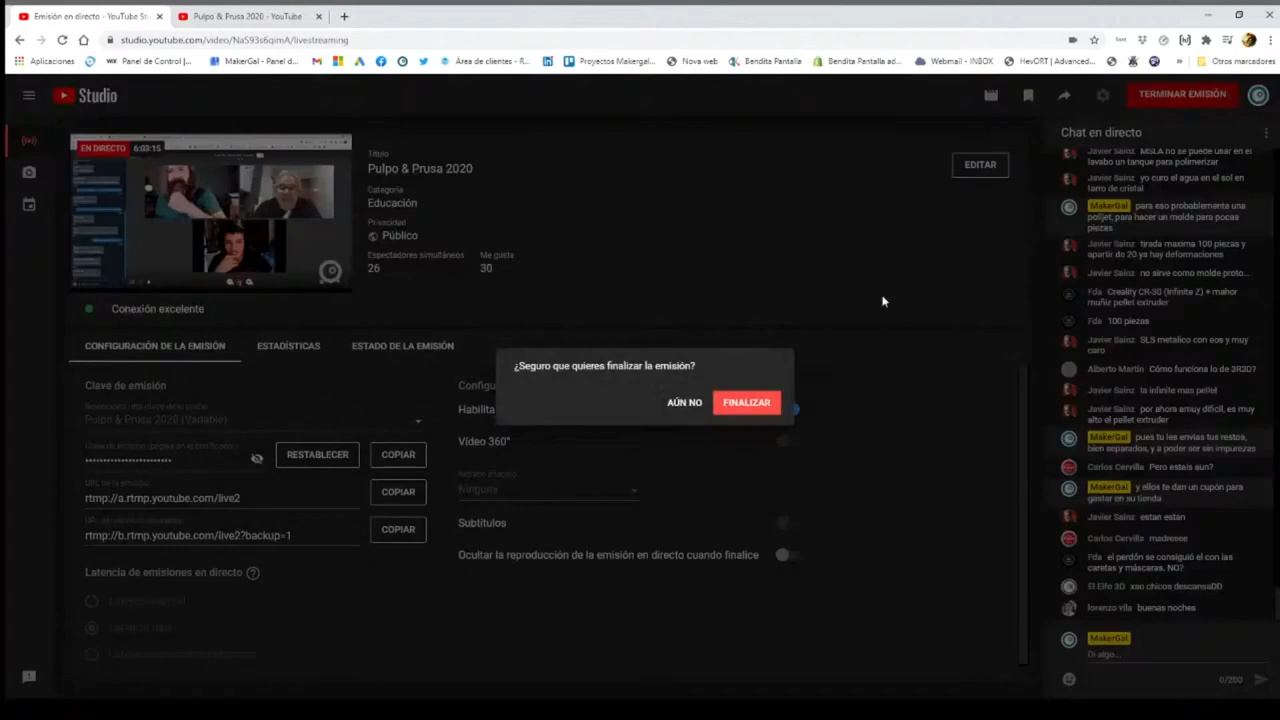 Emisión en directo - YouTube St
Pulpo & Prusa 2020 - YouTube
studio.youtube.com/video/NaS93s6qimA/livestreaming
Aplicaciones
Panel de Control |...
MakerGal - Panel d...
Área de clientes - R...
Proyectos Makergal...
Nova web
Bendita Pantalla
Bendita Pantalla ad...
Webmail - INBOX
HevORT | Advanced...
Otros marcadores
Studio
TERMINAR EMISIÓN
EN DIRECTO 6:03:15
Título
Pulpo & Prusa 2020
Categoría
Educación
Privacidad
Público
Espectadores simultáneos
26
Me gusta
30
EDITAR
Conexión excelente
CONFIGURACIÓN DE LA EMISIÓN
ESTADÍSTICAS
ESTADO DE LA EMISIÓN
Clave de emisión
Pulpo & Prusa 2020 (Variable)
RESTABLECER
COPIAR
URL de la emisión
rtmp://a.rtmp.youtube.com/live2
COPIAR
rtmp://b.rtmp.youtube.com/live2?backup=1
COPIAR
Latencia de emisiones en directo
¿Seguro que quieres finalizar la emisión?
AÚN NO
FINALIZAR
Configu
Habilita
Vídeo 360°
Ninguna
Subtítulos
Ocultar la reproducción de la emisión en directo cuando finalice
Chat en directo
Javier Sainz MSLA no se puede usar en el
lavabo un tanque para polimerizar
Javier Sainz yo curo el agua en el sol en
tarro de cristal
MakerGal para eso probablemente una
polijet, para hacer un molde para pocas
piezas
Javier Sainz tirada maxima 100 piezas y
apartir de 20 ya hay deformaciones
Javier Sainz no sirve como molde proto...
Fda Creality CR-30 (Infinite Z) + mahor
muñiz pellet extruder
Fda 100 piezas
Javier Sainz SLS metalico con eos y muy
caro
Alberto Martin Cómo funciona lo de 3R3D?
Javier Sainz la infinite mas pellet
Javier Sainz por ahora amuy dificil, es muy
alto el pellet extruder
MakerGal pues tu les envias tus restos,
bien separados, y a poder ser sin impurezas
Carlos Cervilla Pero estais aun?
MakerGal y ellos te dan un cupón para
gastar en su tienda
Javier Sainz estan estan
Carlos Cervilla madreeee
Fda el perdón se consiguió el con las
caretas y máscaras. NO?
El Elfo 3D xao chicos descansaDD
lorenzo vila buenas noches
MakerGal
Di algo...
0/200